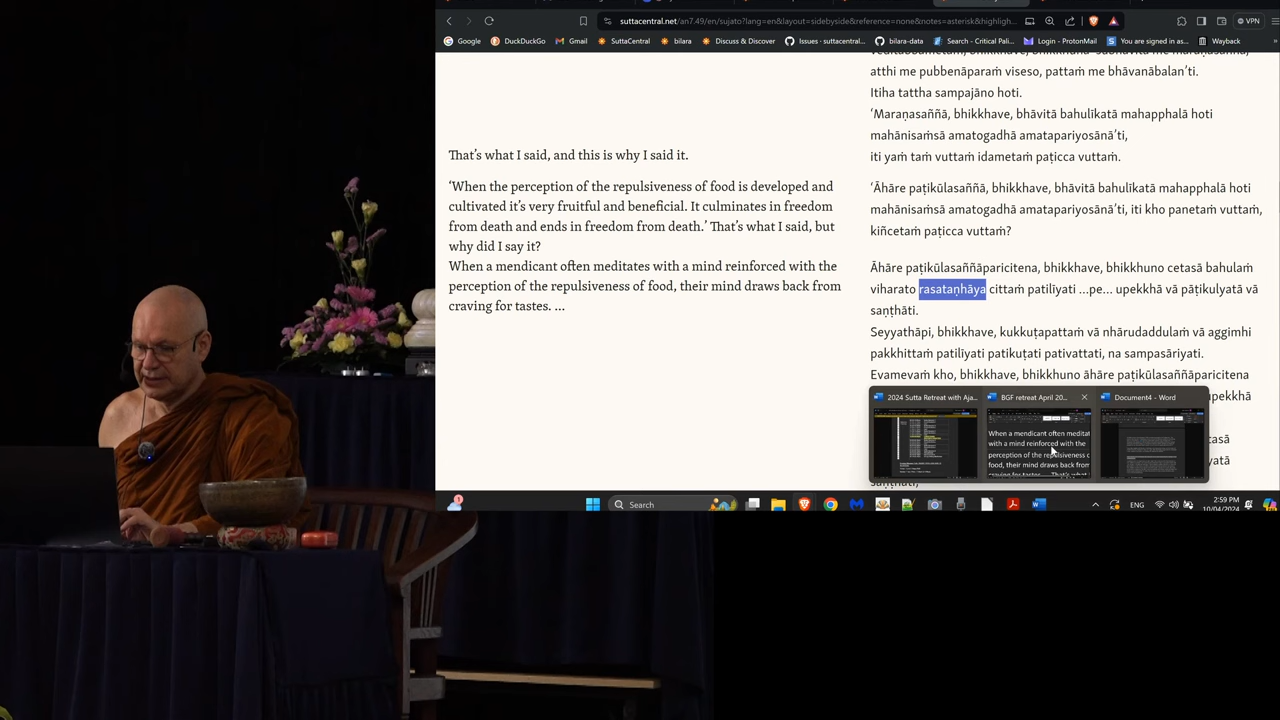 suttacentral.net/an7.49/en/sujato?lang=en&layout=sidebyside&reference=none&notes=asterisk&highligh...
VPN
Google
DuckDuckGo
Gmail
SuttaCentral
bilara
Discuss & Discover
Issues · suttacentral...
bilara-data
Search - Critical Pali...
Login - ProtonMail
You are signed in as...
Wayback
That's what I said, and this is why I said it.
'When the perception of the repulsiveness of food is developed and
cultivated it's very fruitful and beneficial. It culminates in freedom
from death and ends in freedom from death.' That's what I said, but
why did I say it?
When a mendicant often meditates with a mind reinforced with the
perception of the repulsiveness of food, their mind draws back from
craving for tastes. …
atthi me pubbenāparaṁ viseso, pattaṁ me bhāvanābalan'ti.
Itiha tattha sampajāno hoti.
'Maraṇasaññā, bhikkhave, bhāvitā bahulīkatā mahapphalā hoti
mahānisaṁsā amatogadhā amatapariyosānā'ti,
iti yaṁ taṁ vuttaṁ idametaṁ paṭicca vuttaṁ.
'Āhāre paṭikūlasaññā, bhikkhave, bhāvitā bahulīkatā mahapphalā hoti
mahānisaṁsā amatogadhā amatapariyosānā'ti, iti kho panetaṁ vuttaṁ,
kiñcetaṁ paṭicca vuttaṁ?
Āhāre paṭikūlasaññāparicitena, bhikkhave, bhikkhuno cetasā bahulaṁ
viharato rasataṇhāya cittaṁ patilīyati …pe… upekkhā vā pāṭikulyatā vā
saṇṭhāti.
Seyyathāpi, bhikkhave, kukkuṭapattaṁ vā nhārudaddulaṁ vā aggimhi
pakkhittaṁ patilīyati patikuṭati pativattati, na sampasāriyati.
Evamevaṁ kho, bhikkhave, bhikkhuno āhāre paṭikūlasaññāparicitena
2024 Sutta Retreat with Aja...
BGF retreat April 20...
Document4 - Word
When a mendicant often meditat
with a mind reinforced with the
perception of the repulsiveness o
food, their mind draws back from
Search
ENG
2:59 PM
10/04/2024